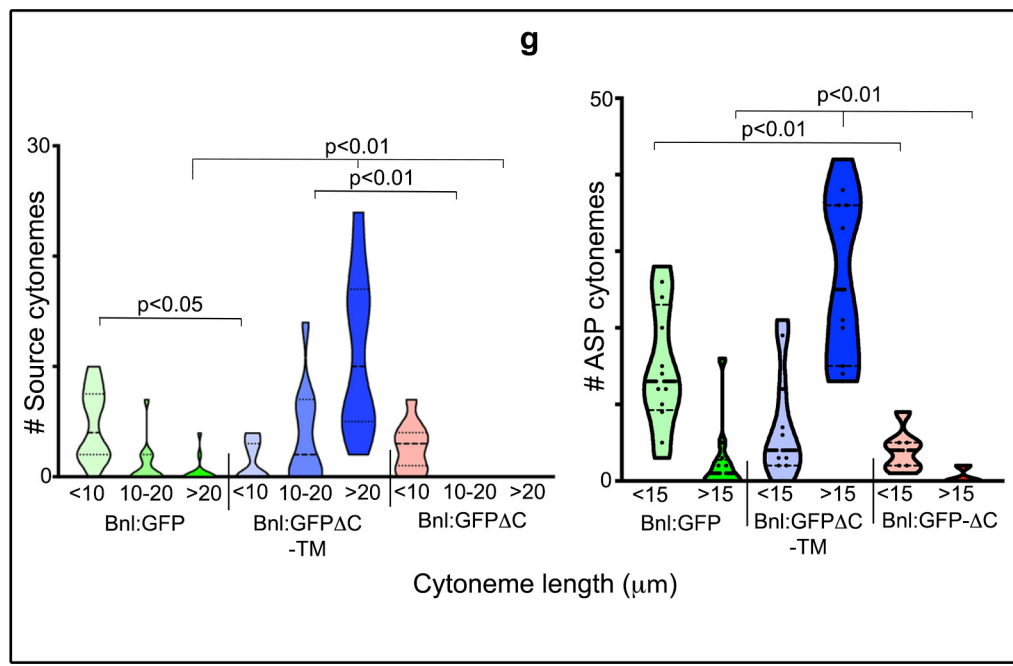 g
# Source cytonemes
30
0
p<0.01
p<0.01
p<0.05
<10 10-20 >20 <10 10-20 >20 <10 10-20 >20
Bnl:GFP Bnl:GFPΔC Bnl:GFPΔC
-TM
# ASP cytonemes
50
0
p<0.01
p<0.01
<15 >15 <15 >15 <15 >15
Bnl:GFP Bnl:GFPΔC Bnl:GFP-ΔC
-TM
Cytoneme length (μm)